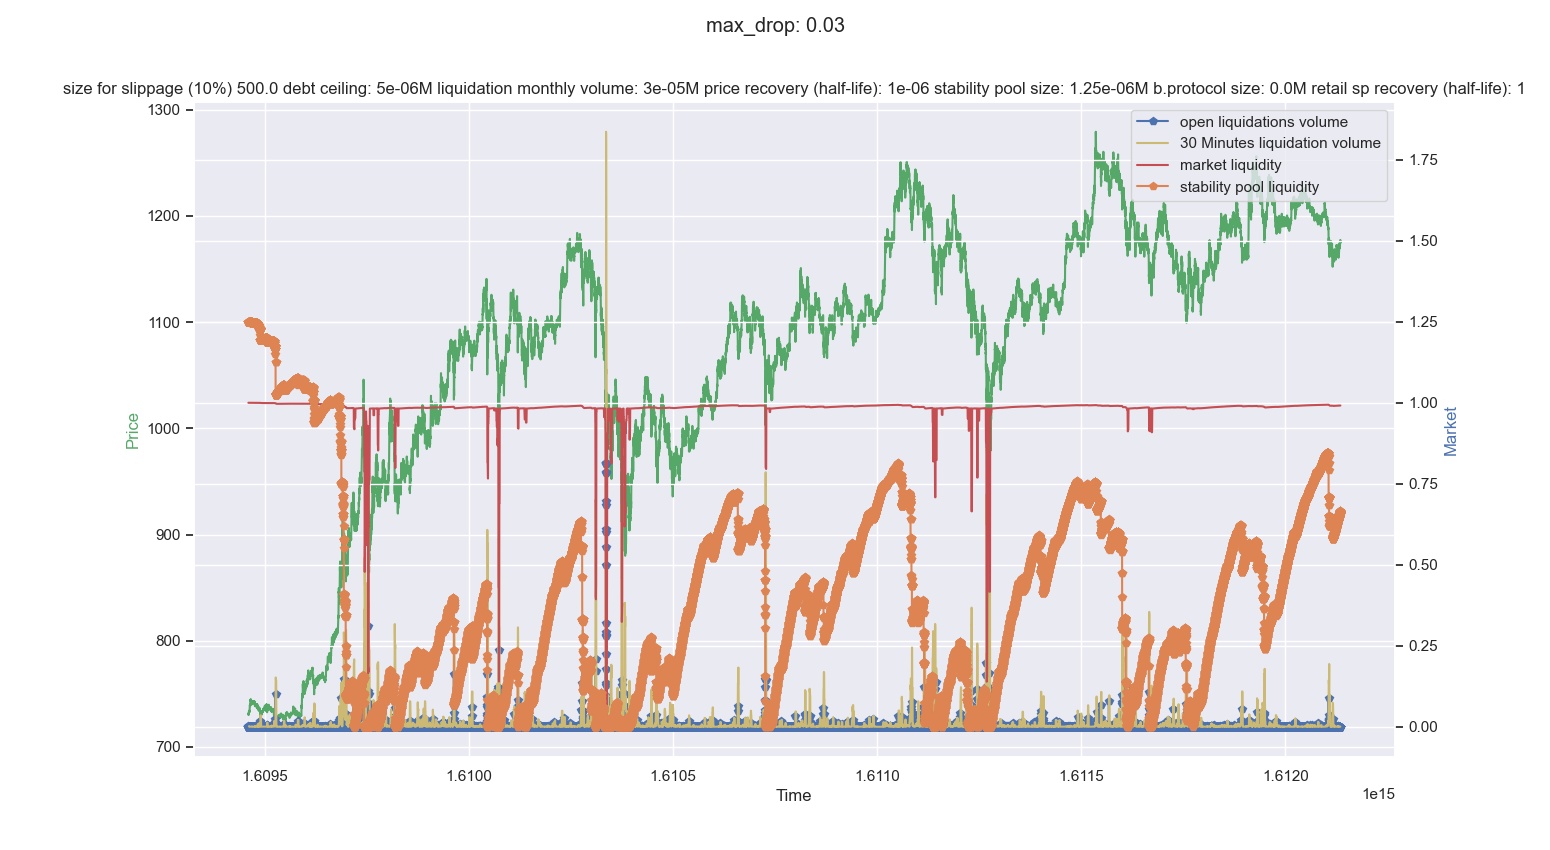 max_drop: 0.03
size for slippage (10%) 500.0 debt ceiling: 5e-06M liquidation monthly volume: 3e-05M price recovery (half-life): 1e-06 stability pool size: 1.25e-06M b.protocol size: 0.0M retail sp recovery (half-life): 1
open liquidations volume
30 Minutes liquidation volume
market liquidity
stability pool liquidity
1300
1200
1100
1000
900
800
700
Price
1.75
1.50
1.25
1.00
0.75
0.50
0.25
0.00
Market
1.6095
1.6100
1.6105
1.6110
1.6115
1.6120
1e15
Time